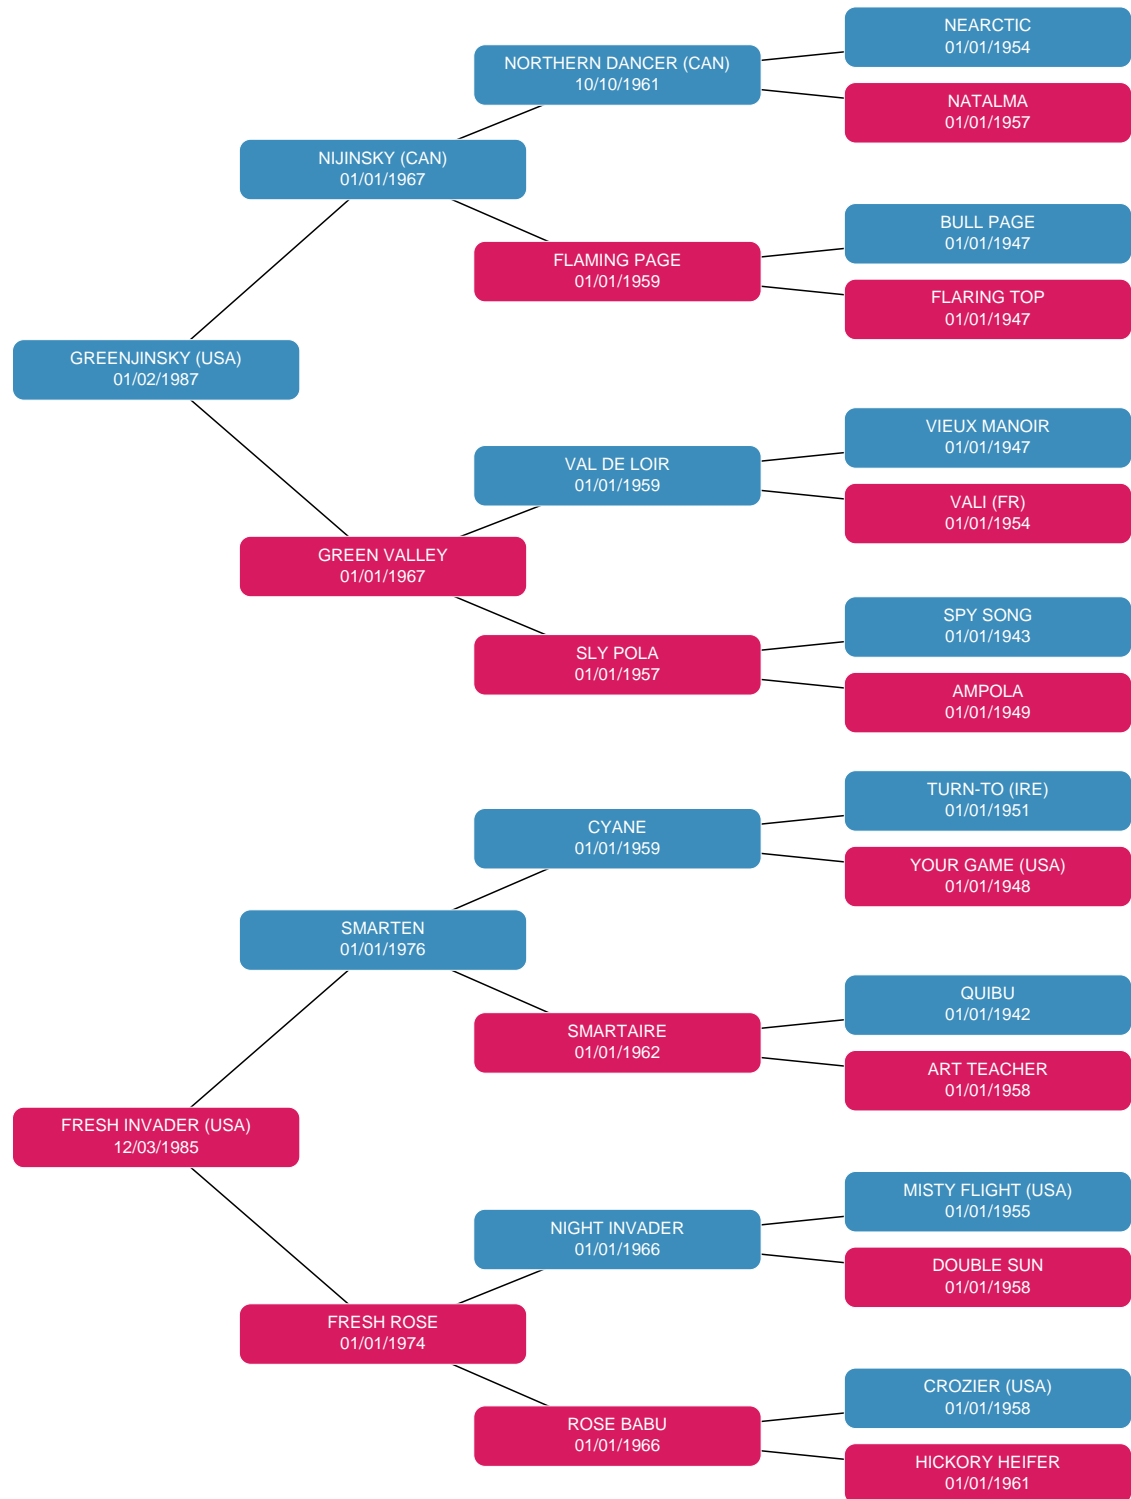 NEARCTIC
01/01/1954
NORTHERN DANCER (CAN)
10/10/1961
NATALMA
01/01/1957
NIJINSKY (CAN)
01/01/1967
BULL PAGE
01/01/1947
FLAMING PAGE
01/01/1959
FLARING TOP
01/01/1947
GREENJINSKY (USA)
01/02/1987
VIEUX MANOIR
01/01/1947
VAL DE LOIR
01/01/1959
VALI (FR)
01/01/1954
GREEN VALLEY
01/01/1967
SPY SONG
01/01/1943
SLY POLA
01/01/1957
AMPOLA
01/01/1949
TURN-TO (IRE)
01/01/1951
CYANE
01/01/1959
YOUR GAME (USA)
01/01/1948
SMARTEN
01/01/1976
QUIBU
01/01/1942
SMARTAIRE
01/01/1962
ART TEACHER
01/01/1958
FRESH INVADER (USA)
12/03/1985
MISTY FLIGHT (USA)
01/01/1955
NIGHT INVADER
01/01/1966
DOUBLE SUN
01/01/1958
FRESH ROSE
01/01/1974
CROZIER (USA)
01/01/1958
ROSE BABU
01/01/1966
HICKORY HEIFER
01/01/1961